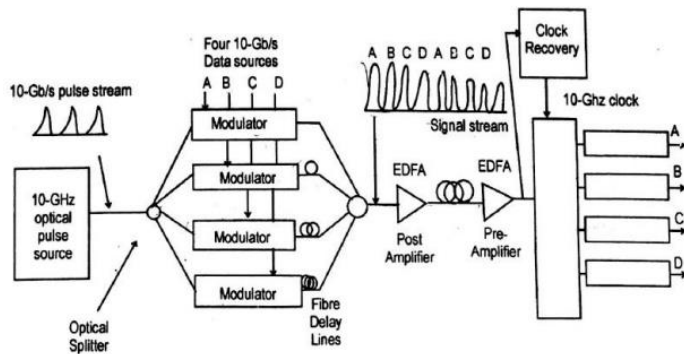 Four 10-Gb/s
Data sources
A B C D
10-Gb/s pulse stream
10-GHz
optical
pulse
source
Optical
Splitter
Modulator
Modulator
Modulator
Modulator
Fibre
Delay
Lines
A B C D A B C D
Signal stream
EDFA
Post
Amplifier
EDFA
Pre-
Amplifier
Clock
Recovery
10-Ghz clock
A
B
C
D